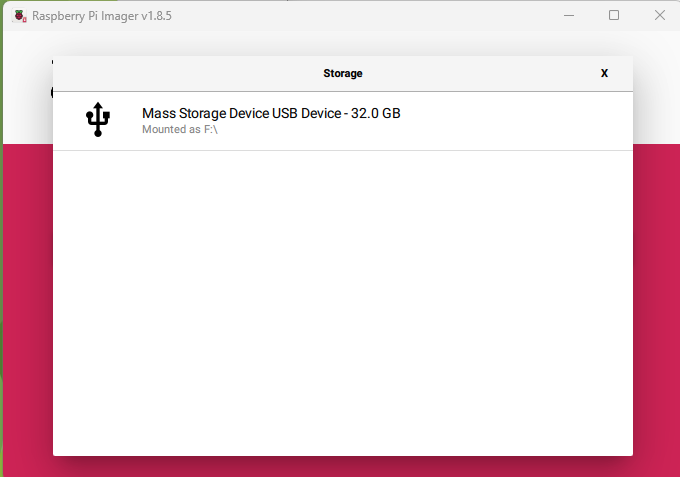 Raspberry Pi Imager v1.8.5
Storage
X
Mass Storage Device USB Device - 32.0 GB
Mounted as F:\